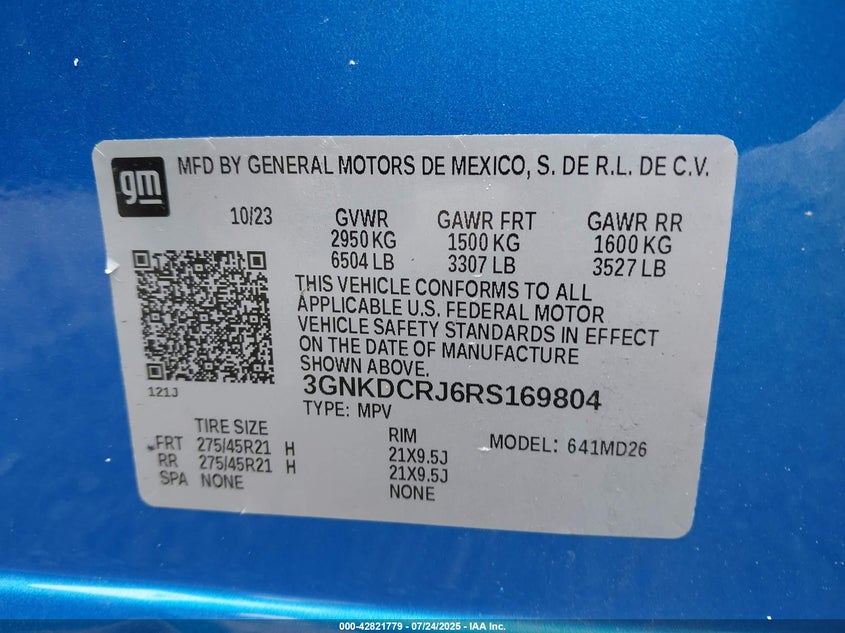 gm MFD BY GENERAL MOTORS DE MEXICO, S. DE R.L. DE C.V.
10/23 GVWR GAWR FRT GAWR RR
2950 KG 1500 KG 1600 KG
6504 LB 3307 LB 3527 LB
THIS VEHICLE CONFORMS TO ALL
APPLICABLE U.S. FEDERAL MOTOR
VEHICLE SAFETY STANDARDS IN EFFECT
ON THE DATE OF MANUFACTURE
SHOWN ABOVE.
121J
3GNKDCRJ6RS169804
TYPE: MPV
TIRE SIZE RIM MODEL: 641MD26
FRT 275/45R21 H 21X9.5J
RR 275/45R21 H 21X9.5J
SPA NONE NONE
000-42821779 | 07/24/2025 - IAA Inc.